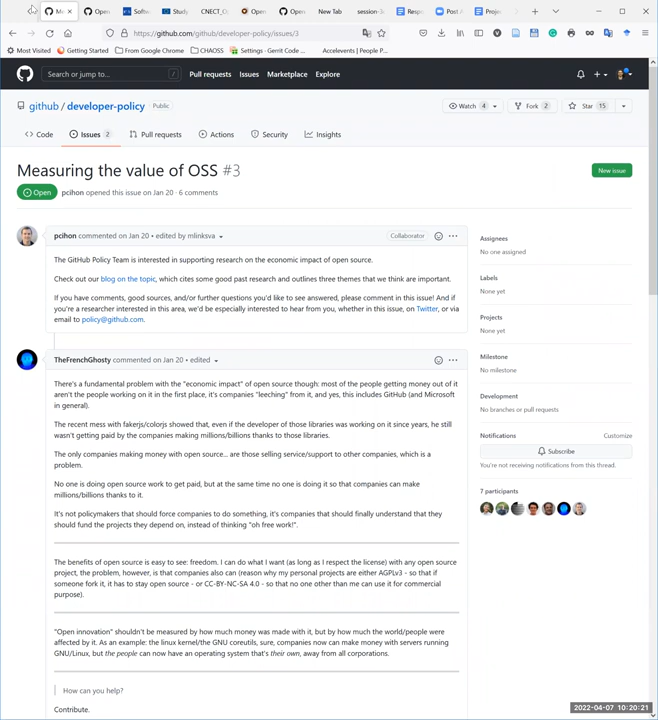 Me
Open
Softw
Study
CNECT_O
Open
Open
New Tab
session-
Resp
Post A
Proje
https://github.com/github/developer-policy/issues/3
Most Visited
Getting Started
From Google Chrome
CHAOSS
Settings · Gerrit Code ...
Accelevents | People P...
Search or jump to...
/
Pull requests
Issues
Marketplace
Explore
github / developer-policy
Public
Watch 4
Fork 2
Star 15
Code
Issues 2
Pull requests
Actions
Security
Insights
Measuring the value of OSS #3
New issue
Open
pcihon opened this issue on Jan 20 · 6 comments
pcihon commented on Jan 20 • edited by mlinksva
Collaborator
The GitHub Policy Team is interested in supporting research on the economic impact of open source.
Check out our blog on the topic, which cites some good past research and outlines three themes that we think are important.
If you have comments, good sources, and/or further questions you'd like to see answered, please comment in this issue! And if
you're a researcher interested in this area, we'd be especially interested to hear from you, whether in this issue, on Twitter, or via
email to policy@github.com.
Assignees
No one assigned
Labels
None yet
Projects
None yet
Milestone
No milestone
Development
No branches or pull requests
Notifications
Customize
Subscribe
You're not receiving notifications from this thread.
7 participants
TheFrenchGhosty commented on Jan 20 • edited
There's a fundamental problem with the "economic impact" of open source though: most of the people getting money out of it
aren't the people working on it in the first place, it's companies "leeching" from it, and yes, this includes GitHub (and Microsoft
in general).
The recent mess with fakerjs/colorjs showed that, even if the developer of those libraries was working on it since years, he still
wasn't getting paid by the companies making millions/billions thanks to those libraries.
The only companies making money with open source... are those selling service/support to other companies, which is a
problem.
No one is doing open source work to get paid, but at the same time no one is doing it so that companies can make
millions/billions thanks to it.
It's not policymakers that should force companies to do something, it's companies that should finally understand that they
should fund the projects they depend on, instead of thinking "oh free work!".
The benefits of open source is easy to see: freedom. I can do what I want (as long as I respect the license) with any open source
project, the problem, however, is that companies also can (reason why my personal projects are either AGPLv3 - so that if
someone fork it, it has to stay open source - or CC-BY-NC-SA 4.0 - so that no one other than me can use it for commercial
purpose).
"Open innovation" shouldn't be measured by how much money was made with it, but by how much the world/people were
affected by it. As an example: the linux kernel/the GNU coreutils, sure, companies now can make money with servers running
GNU/Linux, but the people can now have an operating system that's their own, away from all corporations.
How can you help?
Contribute.
2022-04-07 10:20:21